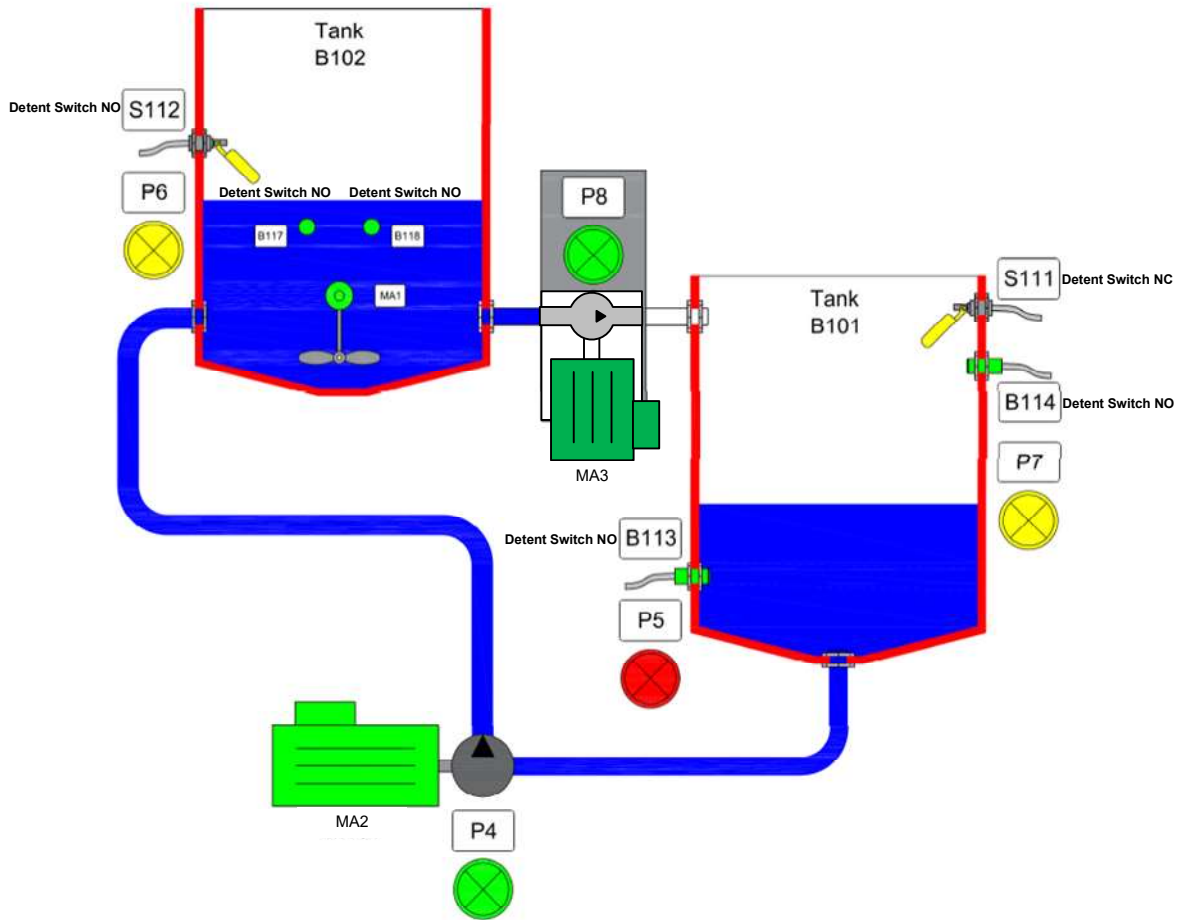 Tank
B102
Detent Switch NO
S112
P6
Detent Switch NO
Detent Switch NO
B117
B118
MA1
P8
MA3
Tank
B101
S111
Detent Switch NC
B114
Detent Switch NO
P7
Detent Switch NO
B113
P5
MA2
P4